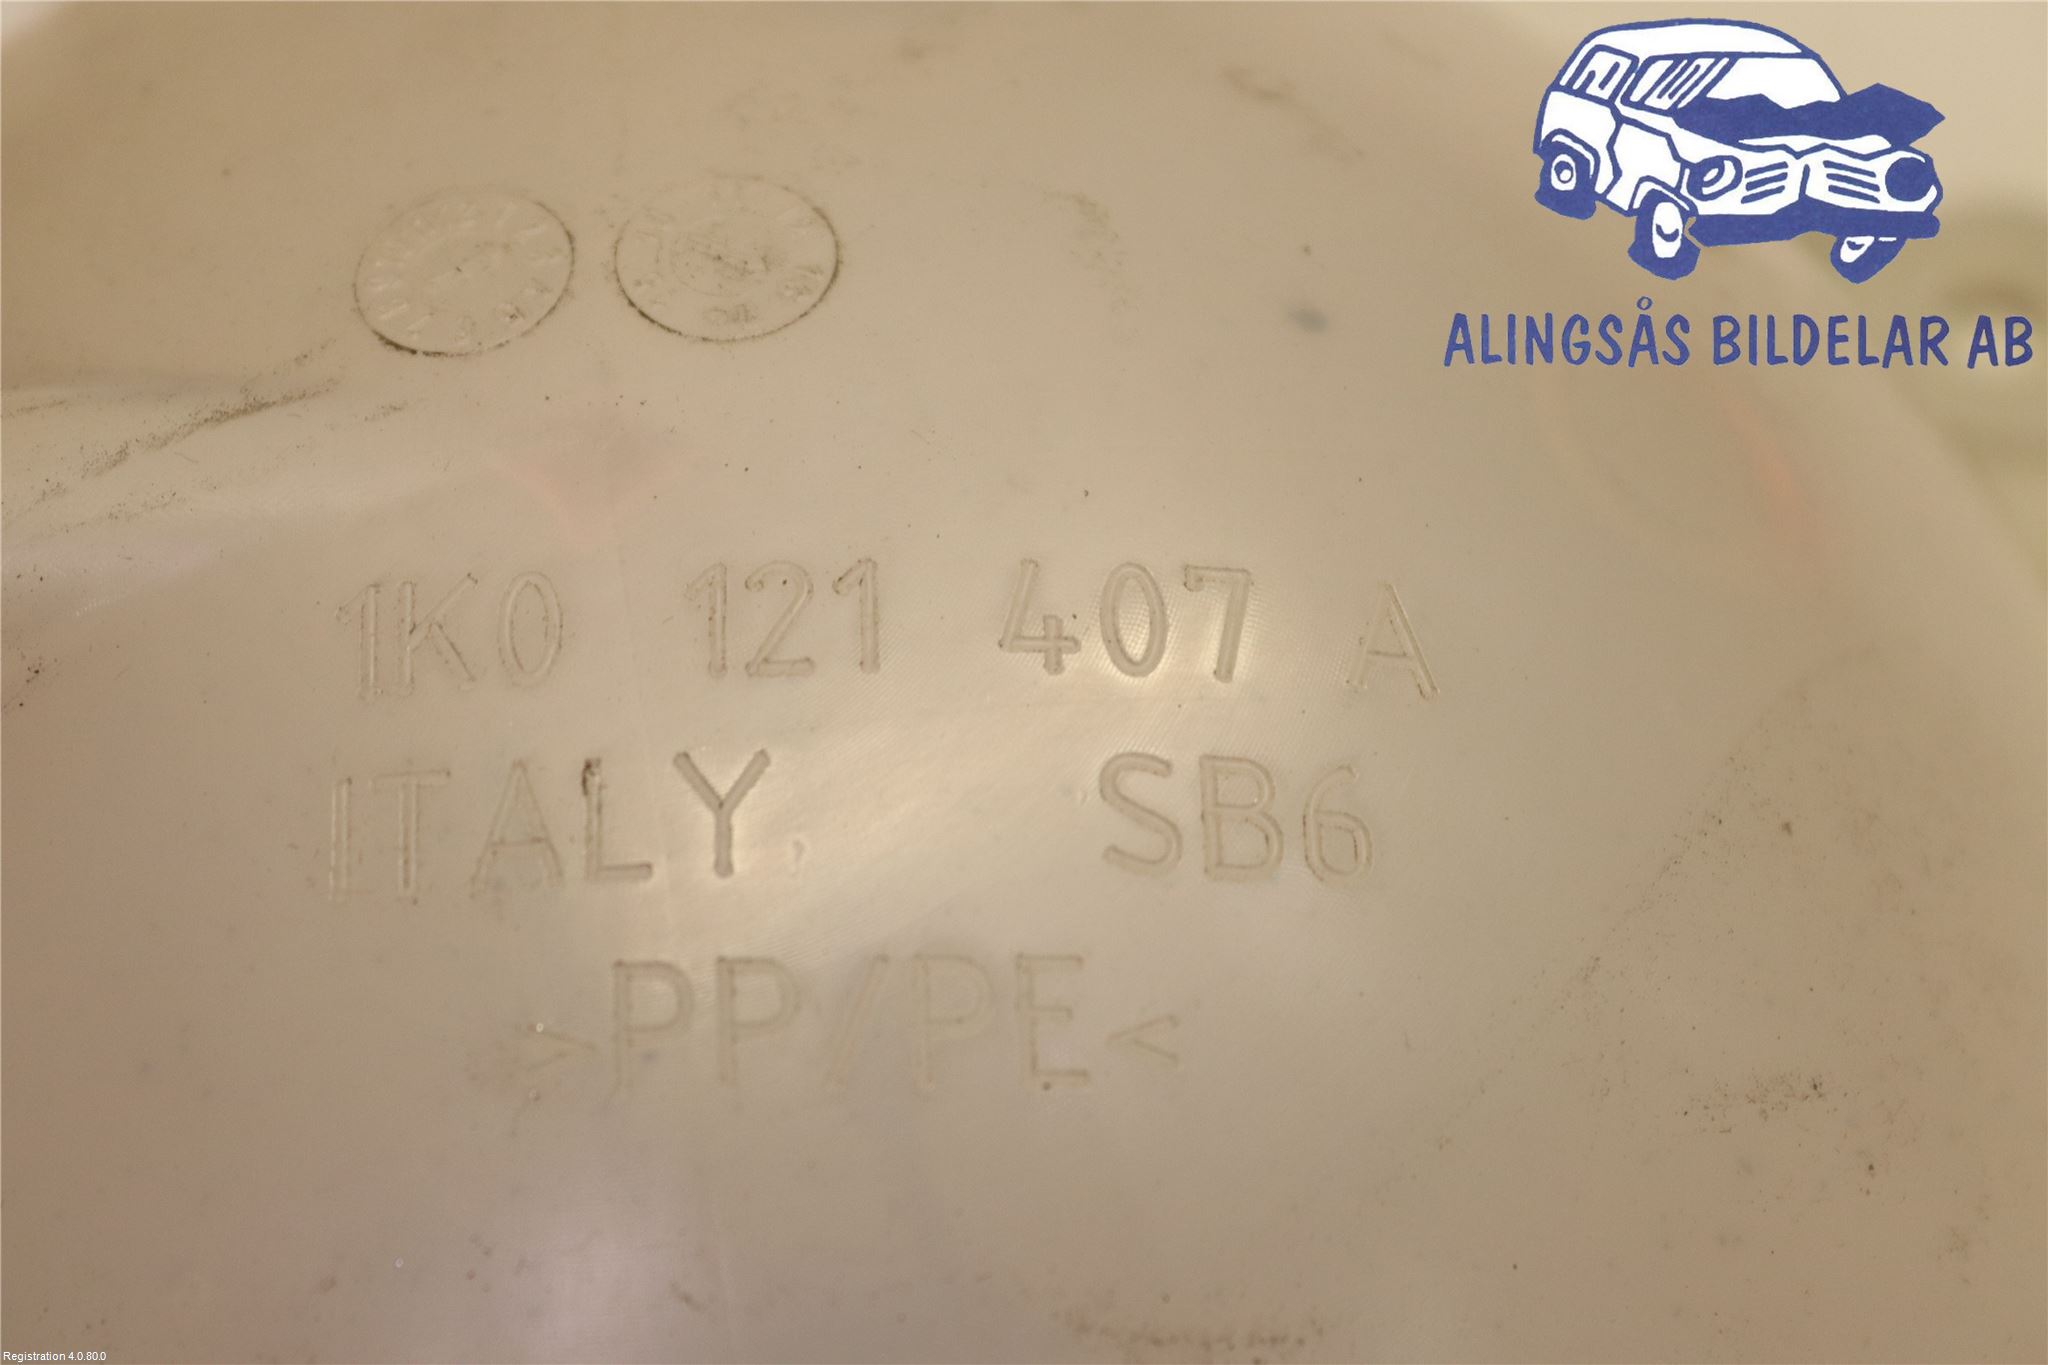 ALINGSÅS BILDELAR AB
1K0 121 407 A
ITALY SB6
>PP/PE<
Registration 4.0.80.0